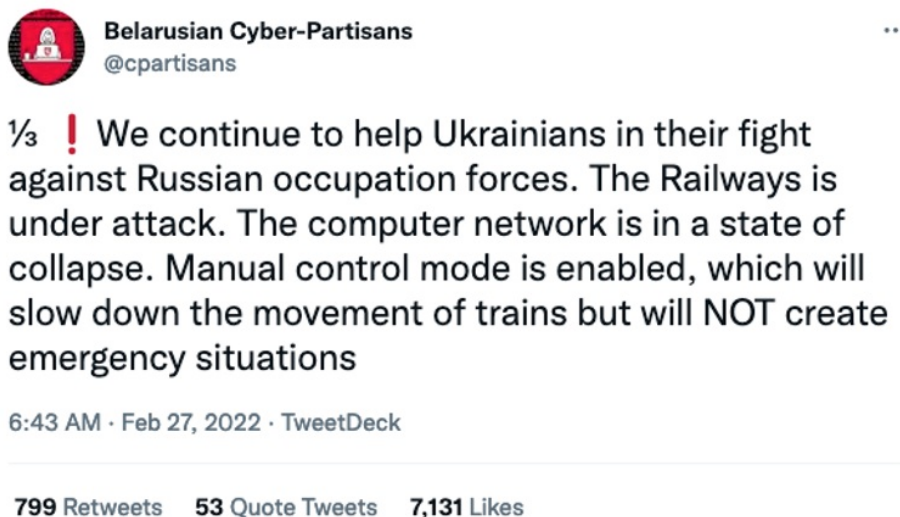 Belarusian Cyber-Partisans
@cpartisans
⅓ ❗ We continue to help Ukrainians in their fight
against Russian occupation forces. The Railways is
under attack. The computer network is in a state of
collapse. Manual control mode is enabled, which will
slow down the movement of trains but will NOT create
emergency situations
6:43 AM · Feb 27, 2022 · TweetDeck
799 Retweets 53 Quote Tweets 7,131 Likes